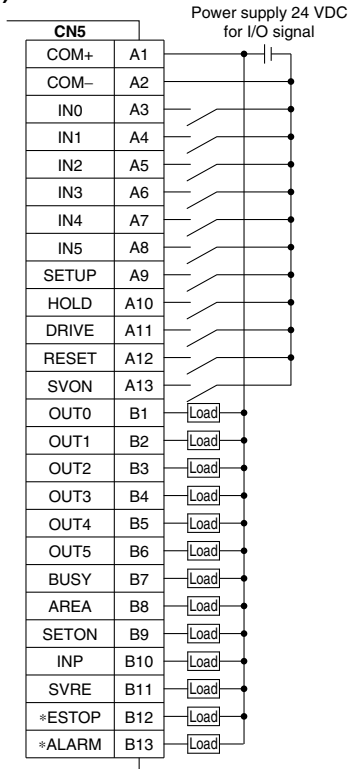 )
Power supply 24 VDC
for I/O signal
CN5
COM+ A1
COM− A2
IN0 A3
IN1 A4
IN2 A5
IN3 A6
IN4 A7
IN5 A8
SETUP A9
HOLD A10
DRIVE A11
RESET A12
SVON A13
OUT0 B1 Load
OUT1 B2 Load
OUT2 B3 Load
OUT3 B4 Load
OUT4 B5 Load
OUT5 B6 Load
BUSY B7 Load
AREA B8 Load
SETON B9 Load
INP B10 Load
SVRE B11 Load
∗ESTOP B12 Load
∗ALARM B13 Load